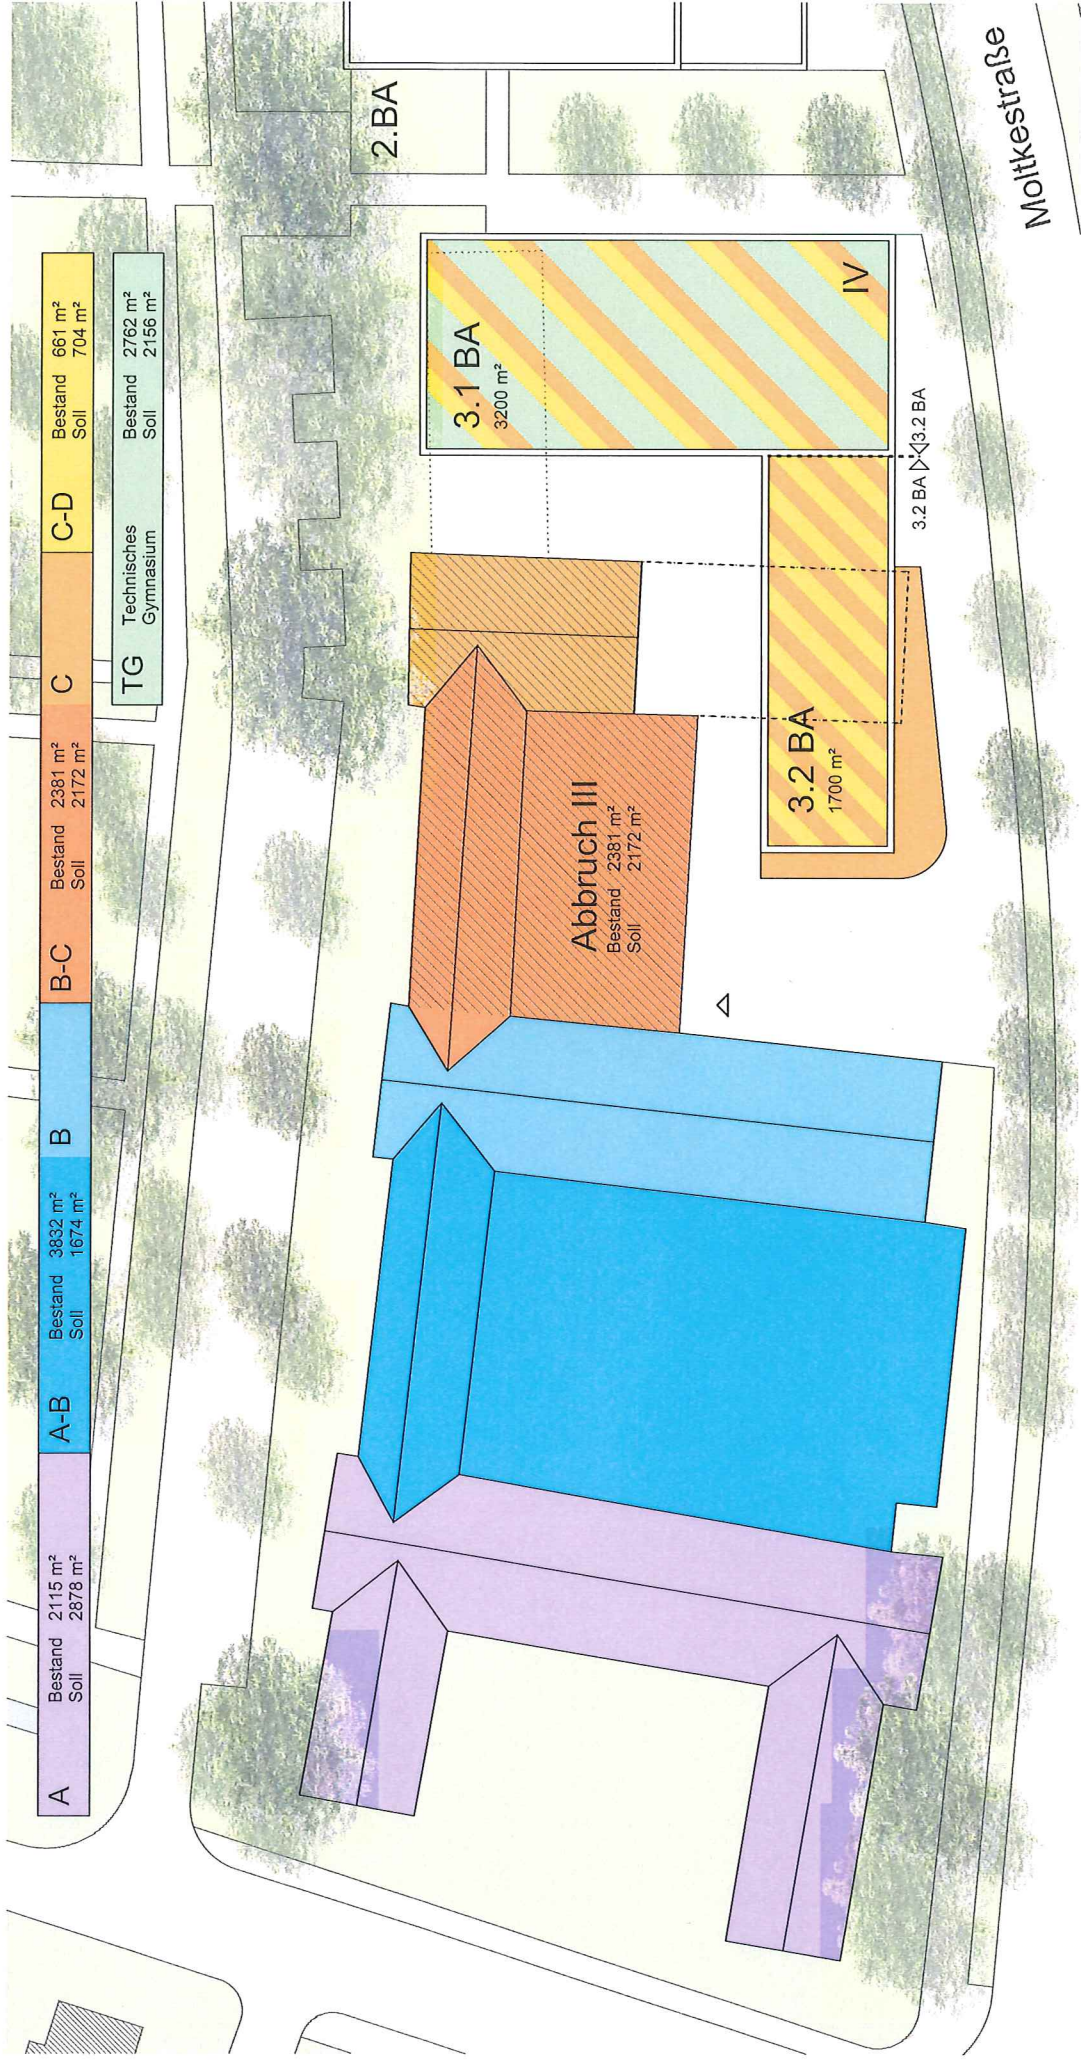 A
Bestand 2115 m²
Soll 2878 m²
A-B
Bestand 3832 m²
Soll 1674 m²
B
B-C
Bestand 2381 m²
Soll 2172 m²
C
C-D
Bestand 661 m²
Soll 704 m²
TG
Technisches
Gymnasium
Bestand 2762 m²
Soll 2156 m²
2.BA
3.1 BA
3200 m²
IV
Abbruch III
Bestand 2381 m²
Soll 2172 m²
3.2 BA
1700 m²
3.2 BA
3.2 BA
Moltkestraße